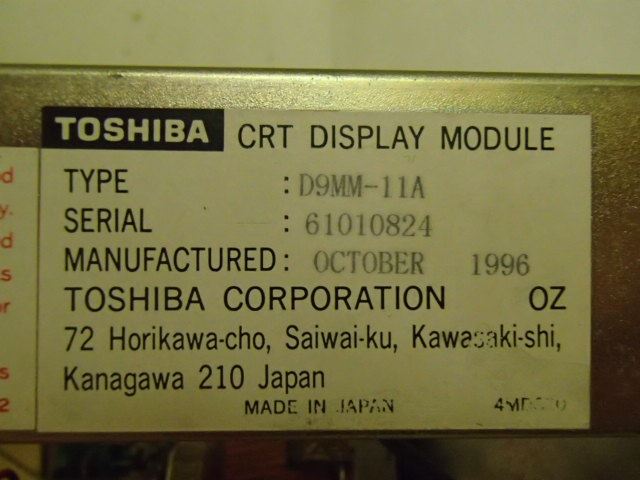 TOSHIBA CRT DISPLAY MODULE
TYPE : D9MM-11A
SERIAL : 61010824
MANUFACTURED : OCTOBER 1996
TOSHIBA CORPORATION OZ
72 Horikawa-cho, Saiwai-ku, Kawasaki-shi,
Kanagawa 210 Japan
MADE IN JAPAN